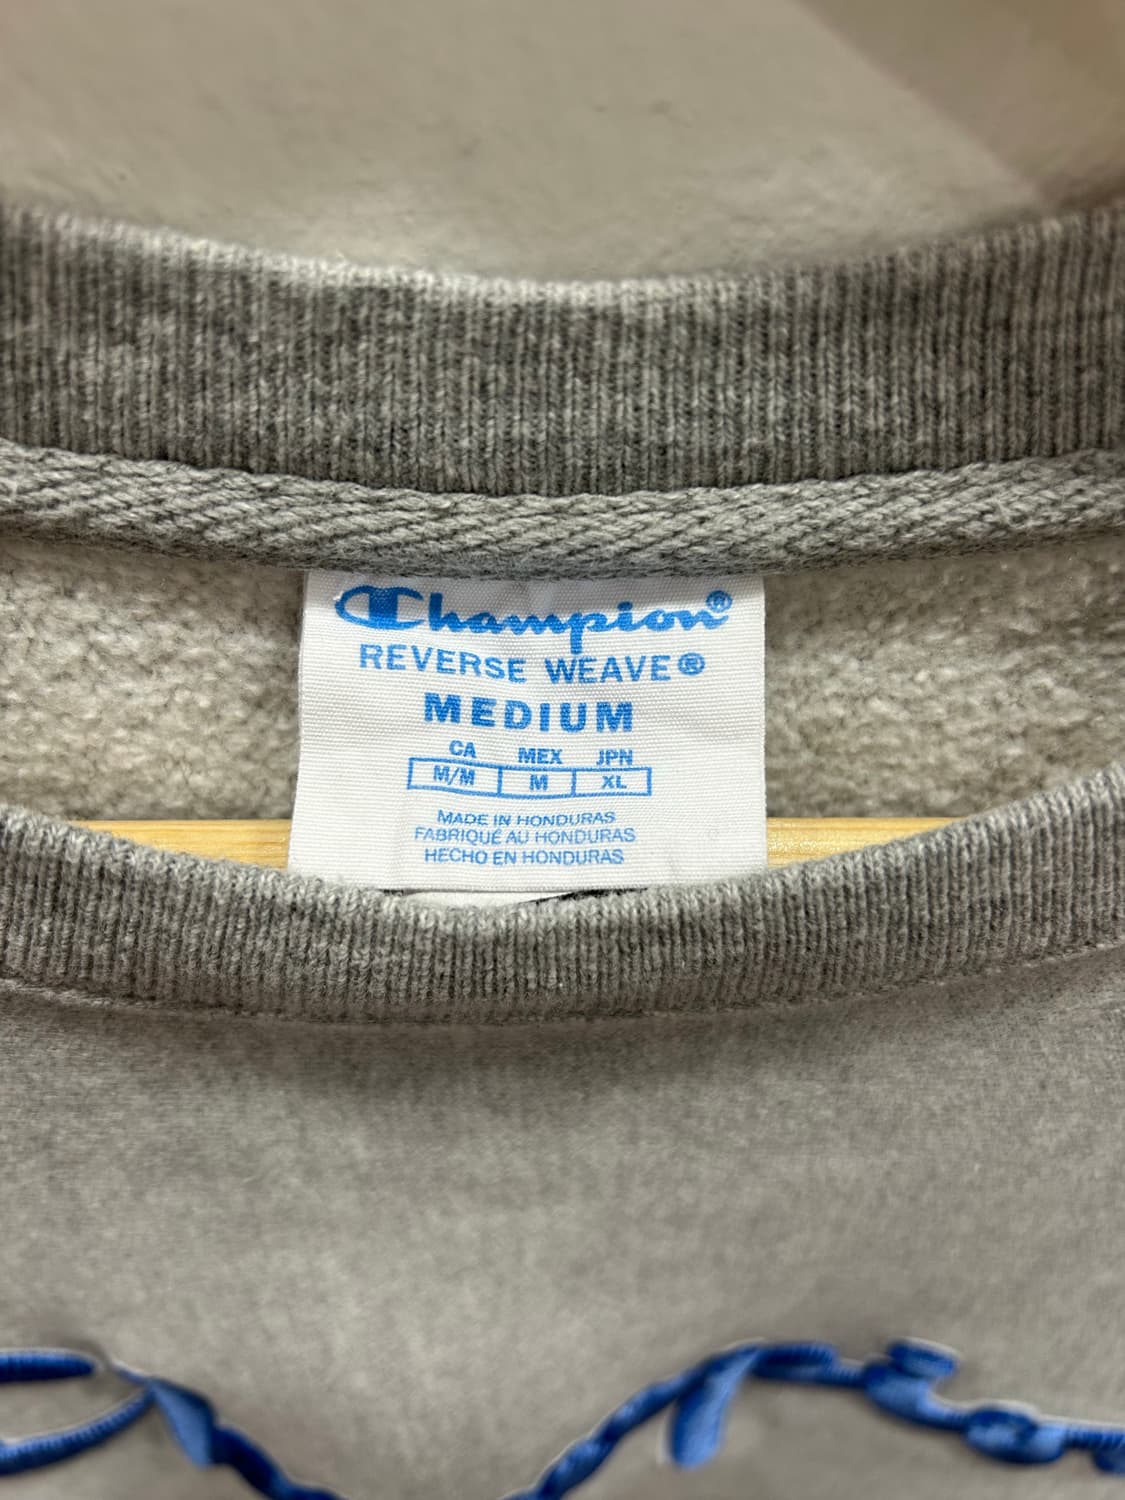 Champion®
REVERSE WEAVE®
MEDIUM
CA MEX JPN
M/M M XL
MADE IN HONDURAS
FABRIQUÉ AU HONDURAS
HECHO EN HONDURAS